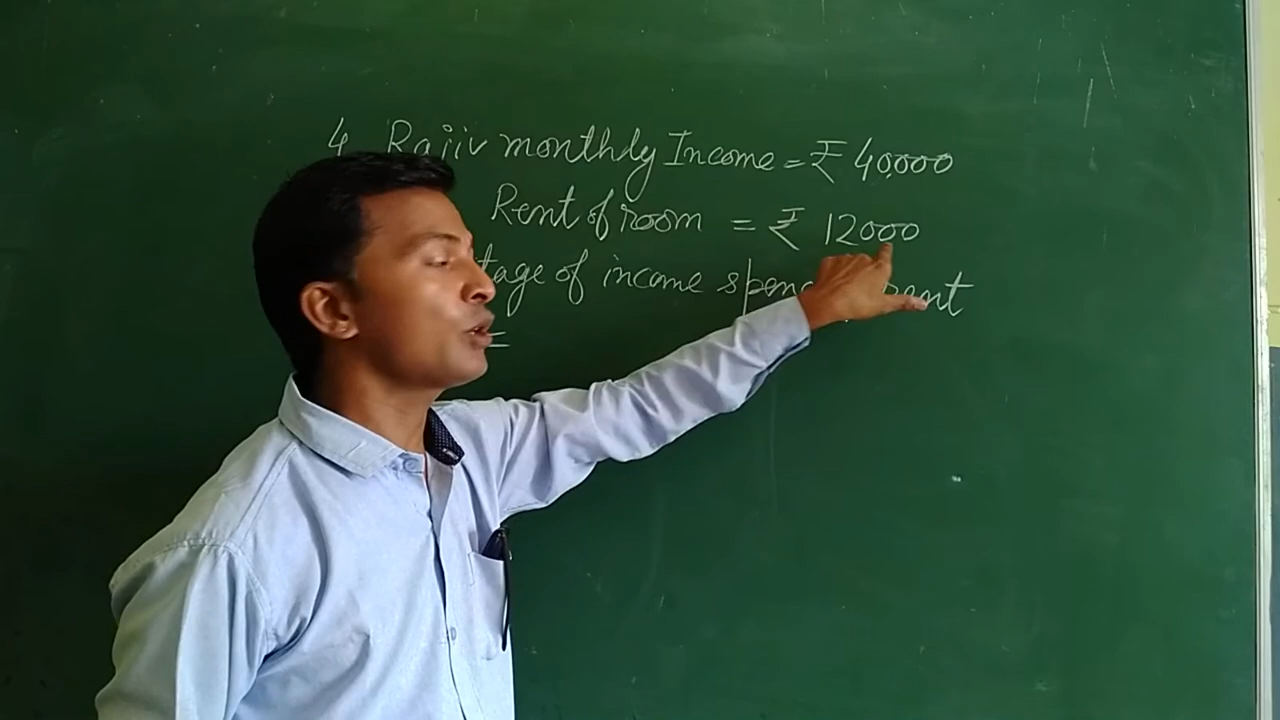 4 Rajiv monthly Income = ₹ 40,000
Rent of room = ₹ 12000
tage of income spen ent
=